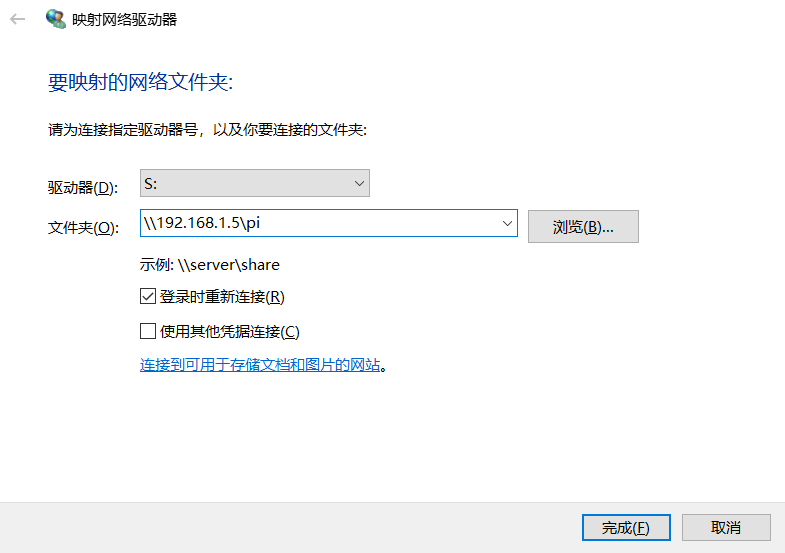 映射网络驱动器
要映射的网络文件夹:
请为连接指定驱动器号，以及你要连接的文件夹:
驱动器(D): S:
文件夹(O): \\192.168.1.5\pi 浏览(B)...
示例: \\server\share
登录时重新连接(R)
使用其他凭据连接(C)
连接到可用于存储文档和图片的网站。
完成(F) 取消